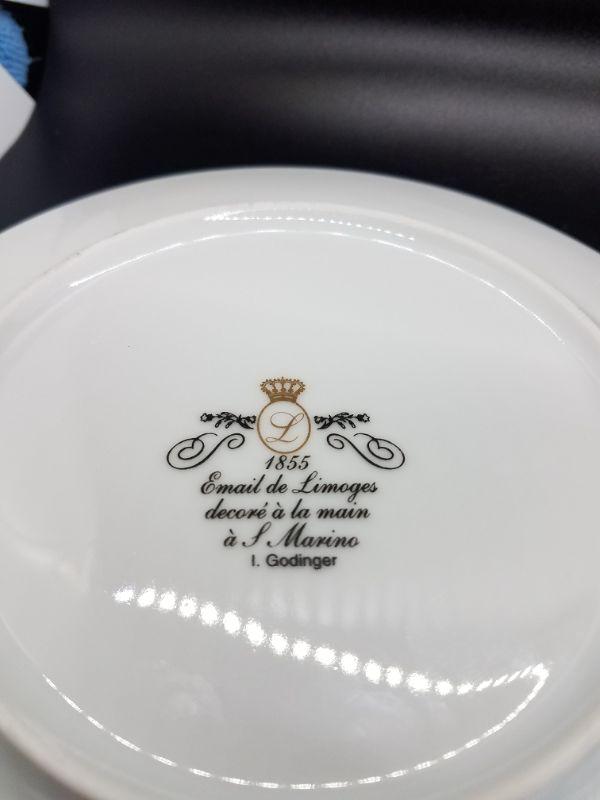 L
1855
Email de Limoges
decoré à la main
à S Marino
I. Godinger